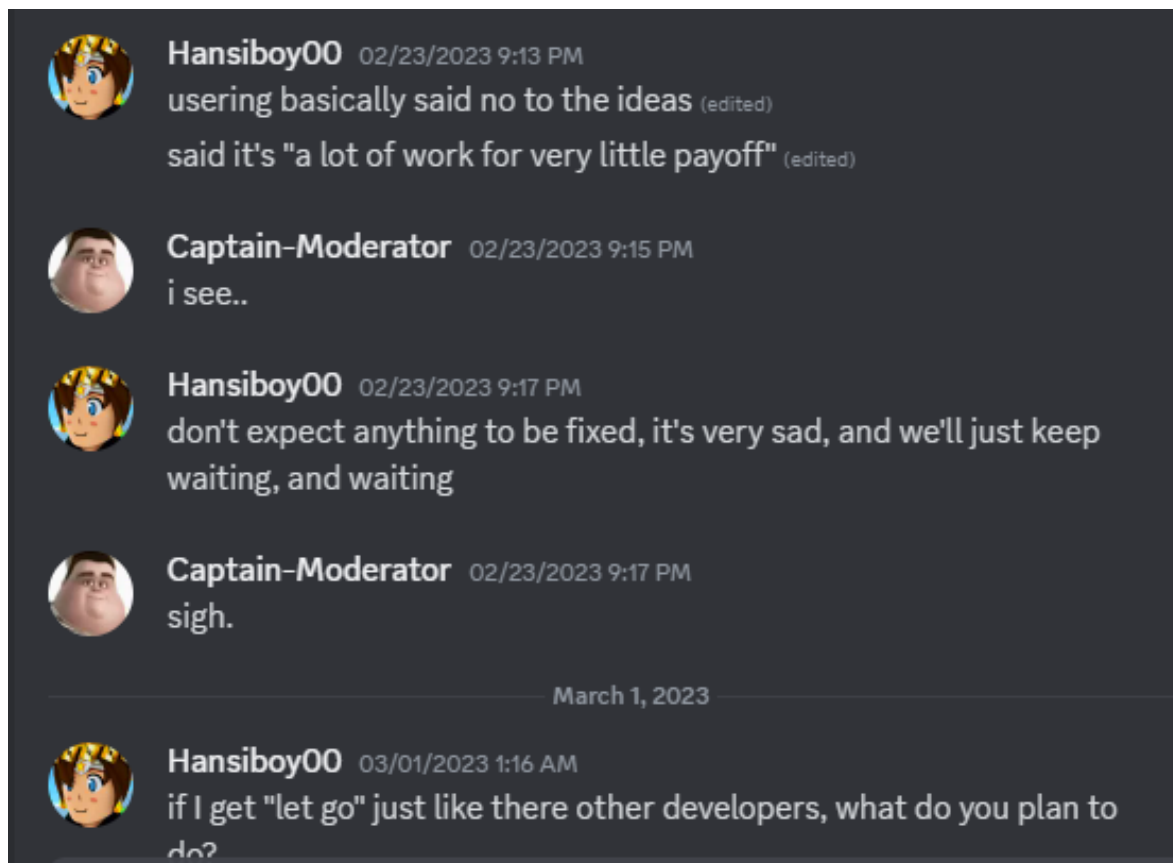 Hansiboy00 02/23/2023 9:13 PM
usering basically said no to the ideas (edited)
said it's "a lot of work for very little payoff" (edited)
Captain-Moderator 02/23/2023 9:15 PM
i see..
Hansiboy00 02/23/2023 9:17 PM
don't expect anything to be fixed, it's very sad, and we'll just keep
waiting, and waiting
Captain-Moderator 02/23/2023 9:17 PM
sigh.
March 1, 2023
Hansiboy00 03/01/2023 1:16 AM
if I get "let go" just like there other developers, what do you plan to
do?